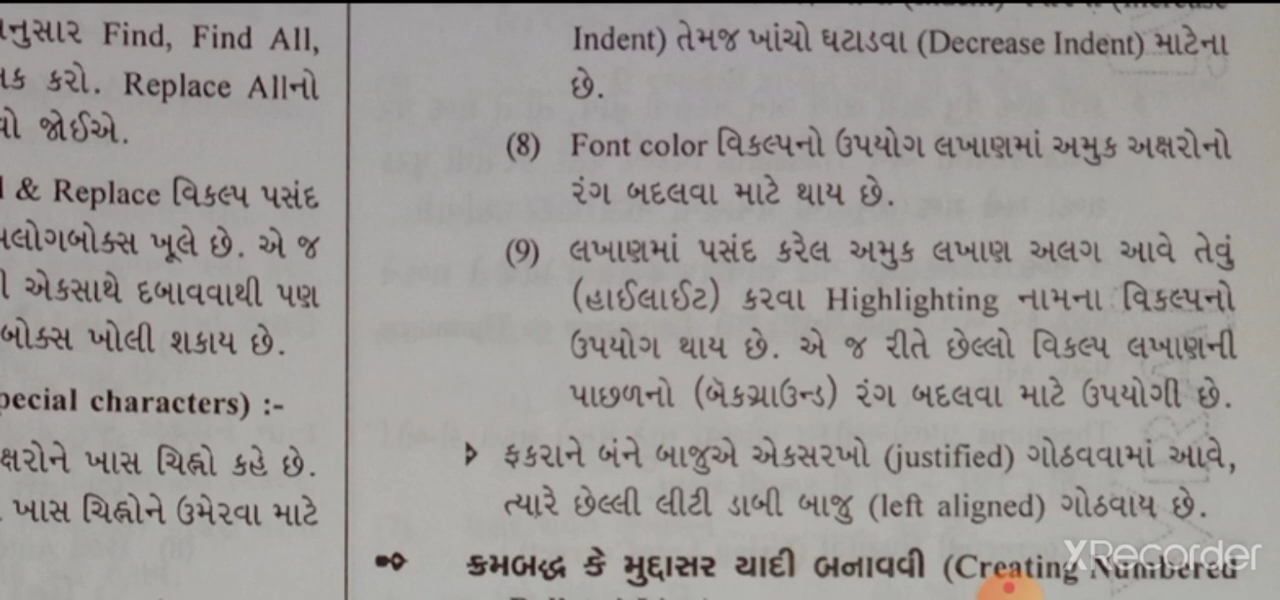 નુસાર Find, Find All,
ક કરો. Replace Allનો
વો જોઈએ.
& Replace વિકલ્પ પસંદ
લોગબોક્સ ખૂલે છે. એ જ
એકસાથે દબાવવાથી પણ
બોક્સ ખોલી શકાય છે.
pecial characters) :-
ક્ષરોને ખાસ ચિહ્નો કહે છે.
ખાસ ચિહ્નોને ઉમેરવા માટે
Indent) તેમજ ખાંચો ઘટાડવા (Decrease Indent) માટેના
છે.
(8) Font color વિકલ્પનો ઉપયોગ લખાણમાં અમુક અક્ષરોનો
રંગ બદલવા માટે થાય છે.
(9) લખાણમાં પસંદ કરેલ અમુક લખાણ અલગ આવે તેવું
(હાઈલાઈટ) કરવા Highlighting નામના વિકલ્પનો
ઉપયોગ થાય છે. એ જ રીતે છેલ્લો વિકલ્પ લખાણની
પાછળનો (બૅકગ્રાઉન્ડ) રંગ બદલવા માટે ઉપયોગી છે.
ફકરાને બંને બાજુએ એકસરખો (justified) ગોઠવવામાં આવે,
ત્યારે છેલ્લી લીટી ડાબી બાજુ (left aligned) ગોઠવાય છે.
ક્રમબદ્ધ કે મુદ્દાસર યાદી બનાવવી (Creating Numbered
XRecorder